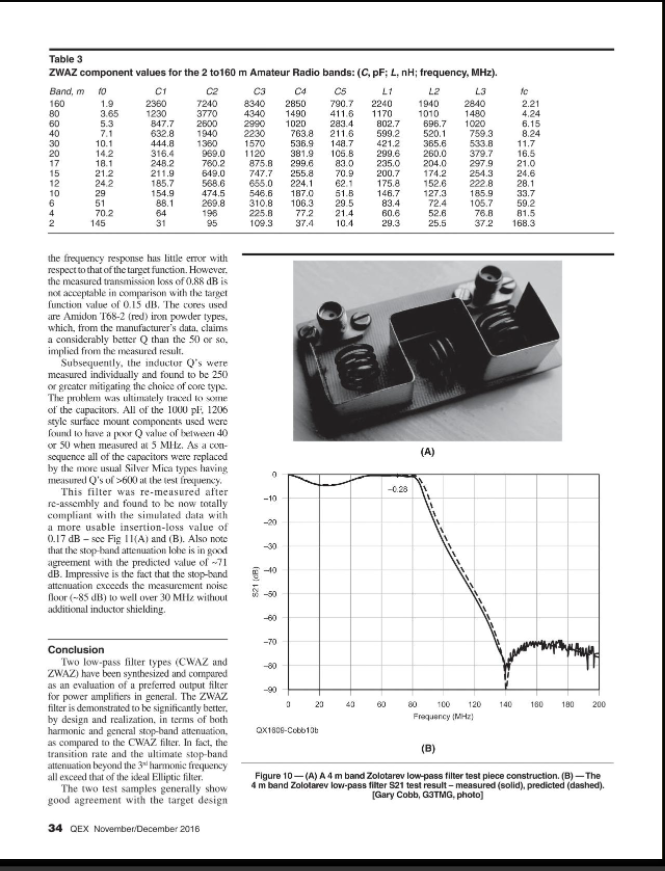 Table 3
ZWAZ component values for the 2 to160 m Amateur Radio bands: (C, pF; L, nH; frequency, MHz).
Band, m f0 C1 C2 C3 C4 C5 L1 L2 L3 fc
160 1.9 2360 7240 8340 2850 790.7 2240 1940 2840 2.21
80 3.65 1230 3770 4340 1490 411.6 1170 1010 1480 4.24
60 5.3 847.7 2600 2990 1020 283.4 802.7 696.7 1020 6.15
40 7.1 632.8 1940 2230 763.8 211.6 599.2 520.1 759.3 8.24
30 10.1 444.8 1360 1570 536.9 148.7 421.2 365.6 533.8 11.7
20 14.2 316.4 969.0 1120 381.9 105.8 299.6 260.0 379.7 16.5
17 18.1 248.2 760.2 875.8 299.6 83.0 235.0 204.0 297.9 21.0
15 21.2 211.9 649.0 747.7 255.8 70.9 200.7 174.2 254.3 24.6
12 24.2 185.7 568.6 655.0 224.1 62.1 175.8 152.6 222.8 28.1
10 29 154.9 474.5 546.6 187.0 51.8 146.7 127.3 185.9 33.7
6 51 88.1 269.8 310.8 106.3 29.5 83.4 72.4 105.7 59.2
4 70.2 64 196 225.8 77.2 21.4 60.6 52.6 76.8 81.5
2 145 31 95 109.3 37.4 10.4 29.3 25.5 37.2 168.3
the frequency response has little error with
respect to that of the target function. However,
the measured transmission loss of 0.88 dB is
not acceptable in comparison with the target
function value of 0.15 dB. The cores used
are Amidon T68-2 (red) iron powder types,
which, from the manufacturer's data, claims
a considerably better Q than the 50 or so,
implied from the measured result.
Subsequently, the inductor Q's were
measured individually and found to be 250
or greater mitigating the choice of core type.
The problem was ultimately traced to some
of the capacitors. All of the 1000 pF, 1206
style surface mount components used were
found to have a poor Q value of between 40
or 50 when measured at 5 MHz. As a con-
sequence all of the capacitors were replaced
by the more usual Silver Mica types having
measured Q's of >600 at the test frequency.
This filter was re-measured after
re-assembly and found to be now totally
compliant with the simulated data with
a more usable insertion-loss value of
0.17 dB – see Fig 11(A) and (B). Also note
that the stop-band attenuation lobe is in good
agreement with the predicted value of ~71
dB. Impressive is the fact that the stop-band
attenuation exceeds the measurement noise
floor (~85 dB) to well over 30 MHz without
additional inductor shielding.
Conclusion
Two low-pass filter types (CWAZ and
ZWAZ) have been synthesized and compared
as an evaluation of a preferred output filter
for power amplifiers in general. The ZWAZ
filter is demonstrated to be significantly better,
by design and realization, in terms of both
harmonic and general stop-band attenuation,
as compared to the CWAZ filter. In fact, the
transition rate and the ultimate stop-band
attenuation beyond the 3rd harmonic frequency
all exceed that of the ideal Elliptic filter.
The two test samples generally show
good agreement with the target design
(A)
0
–10
–20
–30
–40
–50
–60
–70
–80
–90
S21 (dB)
–0.28
0 20 40 60 80 100 120 140 160 180 200
Frequency (MHz)
QX1609-Cobb10b
(B)
Figure 10 — (A) A 4 m band Zolotarev low-pass filter test piece construction. (B) — The
4 m band Zolotarev low-pass filter S21 test result – measured (solid), predicted (dashed).
[Gary Cobb, G3TMG, photo]
34 QEX November/December 2016